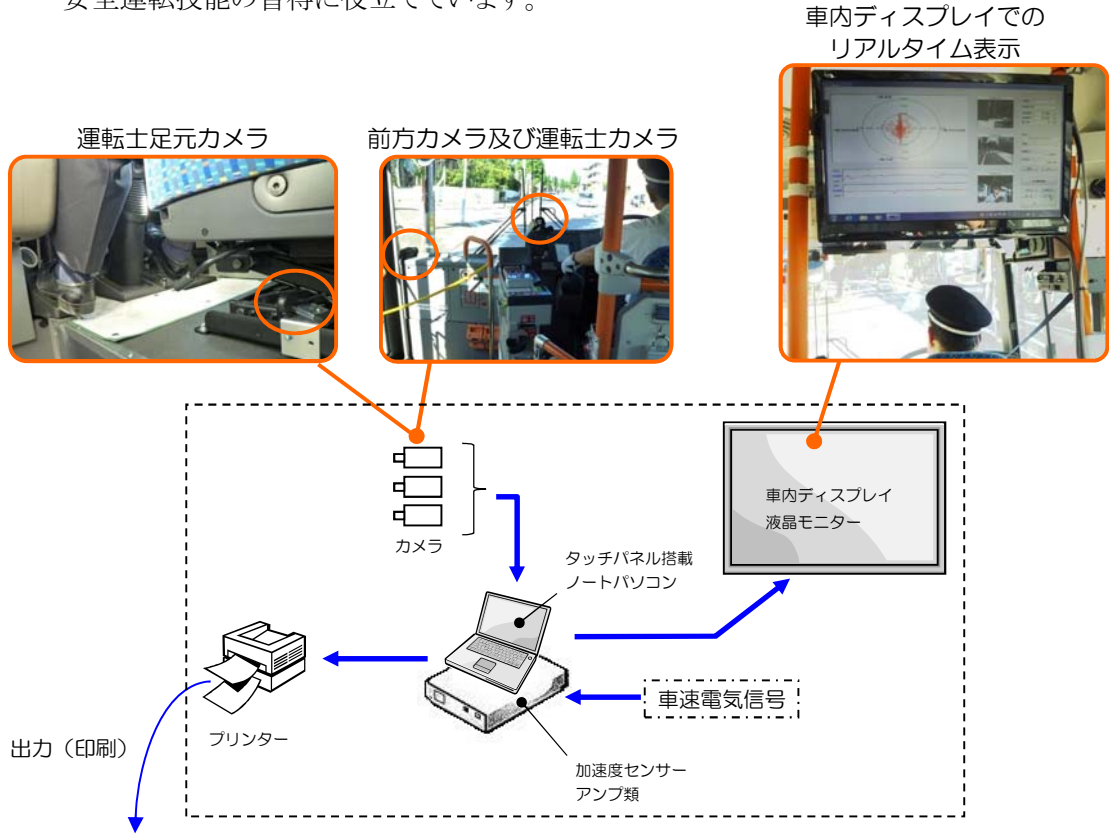 安全運転技能の習得に役立てています。
車内ディスプレイでの
リアルタイム表示
運転士足元カメラ
前方カメラ及び運転士カメラ
車内ディスプレイ
液晶モニター
カメラ
タッチパネル搭載
ノートパソコン
車速電気信号
プリンター
出力（印刷）
加速度センサー
アンプ類